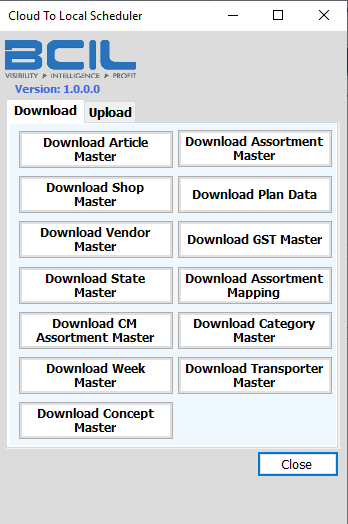 Cloud To Local Scheduler
BCIL
VISIBILITY > INTELLIGENCE > PROFIT
Version: 1.0.0.0
Download Upload
Download Article
Master
Download Assortment
Master
Download Shop
Master
Download Plan Data
Download Vendor
Master
Download GST Master
Download State
Master
Download Assortment
Mapping
Download CM
Assortment Master
Download Category
Master
Download Week
Master
Download Transporter
Master
Download Concept
Master
Close